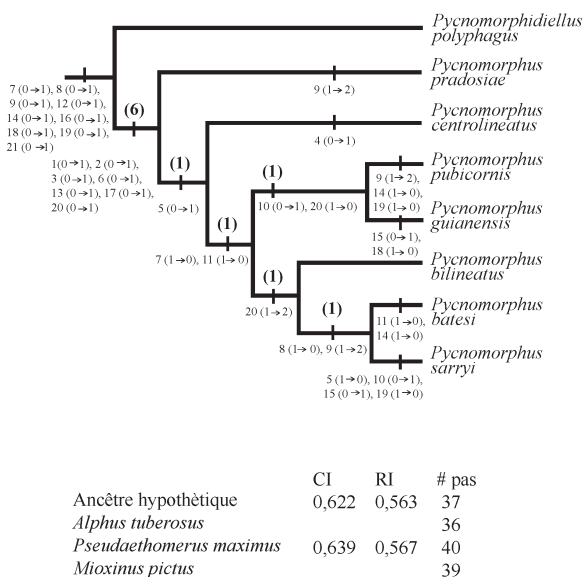 Pycnomorphidiellus
polyphagus
Pycnomorphus
pradosiae
9 (1→2)
7 (0→1), 8 (0→1),
9 (0→1), 12 (0→1),
14 (0→1), 16 (0→1),
18 (0→1), 19 (0→1),
21 (0→1)
(6)
Pycnomorphus
centrolineatus
4 (0→1)
1(0→1), 2 (0→1),
3 (0→1), 6 (0→1),
13 (0→1), 17 (0→1),
20 (0→1)
(1)
5 (0→1)
(1)
10 (0→1), 20 (1→0)
Pycnomorphus
pubicornis
9 (1→2),
14 (1→0),
19 (1→0)
Pycnomorphus
guianensis
15 (0→1),
18 (1→0)
(1)
7 (1→0), 11 (1→0)
Pycnomorphus
bilineatus
(1)
20 (1→2)
(1)
8 (1→0), 9 (1→2)
Pycnomorphus
batesi
11 (1→0),
14 (1→0)
Pycnomorphus
sarryi
5 (1→0), 10 (0→1),
15 (0→1), 19 (1→0)
CI RI # pas
Ancêtre hypothètique 0,622 0,563 37
Alphus tuberosus 36
Pseudaethomerus maximus 0,639 0,567 40
Mioxinus pictus 39